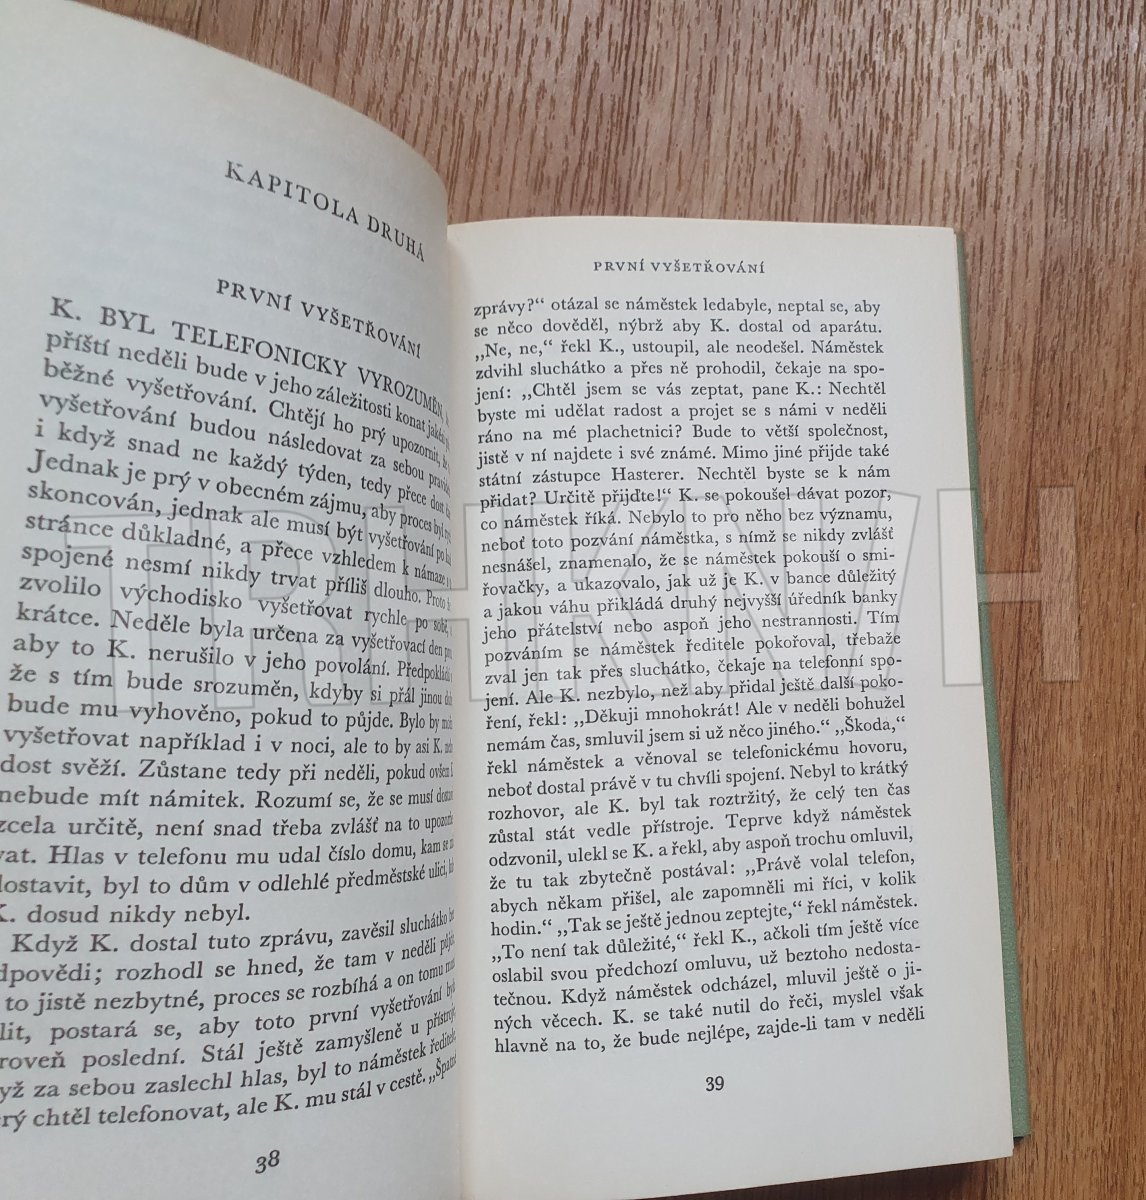 KAPITOLA DRUHÁ
PRVNÍ VYŠETŘOVÁNÍ
K. BYL TELEFONICKY VYROZUMĚN,
příští neděli bude v jeho záležitosti konat
běžné vyšetřování. Chtějí ho prý upozornit, že
vyšetřování budou následovat za sebou
i když snad ne každý týden, tedy přece dost
Jednak je prý v obecném zájmu, aby proces byl
skoncován, jednak ale musí být vyšetřování po
stránce důkladné, a přece vzhledem k námaze s
spojené nesmí nikdy trvat příliš dlouho. Proto
zvolilo východisko vyšetřovat rychle po sobě,
krátce. Neděle byla určena za vyšetřovací den
aby to K. nerušilo v jeho povolání. Předpokládá
že s tím bude srozuměn, kdyby si přál jinou
bude mu vyhověno, pokud to půjde. Bylo by
vyšetřovat například i v noci, ale to by asi K.
dost svěží. Zůstane tedy při neděli, pokud ovšem
nebude mít námitek. Rozumí se, že se musí
zcela určitě, není snad třeba zvlášť na to
vat. Hlas v telefonu mu udal číslo domu, kam se
dostavit, byl to dům v odlehlé předměstské ulici,
K. dosud nikdy nebyl.
Když K. dostal tuto zprávu, zavěsil sluchátko
dpovědi; rozhodl se hned, že tam v neděli
to jistě nezbytné, proces se rozbíhá a on tomu
lit, postará se, aby toto první vyšetřování
roveň poslední. Stál ještě zamyšleně u
yž za sebou zaslechl hlas, byl to náměstek ředitele,
erý chtěl telefonovat, ale K. mu stál v cestě. „Špatné
38
PRVNÍ VYŠETŘOVÁNÍ
zprávy?“ otázal se náměstek ledabyle, neptal se, aby
se něco dověděl, nýbrž aby K. dostal od aparátu.
„Ne, ne,“ řekl K., ustoupil, ale neodešel. Náměstek
zdvihl sluchátko a přes ně prohodil, čekaje na spo-
jení: „Chtěl jsem se vás zeptat, pane K.: Nechtěl
byste mi udělat radost a projet se s námi v neděli
ráno na mé plachetnici? Bude to větší společnost,
jistě v ní najdete i své známé. Mimo jiné přijde také
státní zástupce Hasterer. Nechtěl byste se k nám
přidat? Určitě přijďte!“ K. se pokoušel dávat pozor,
co náměstek říká. Nebylo to pro něho bez významu,
neboť toto pozvání náměstka, s nímž se nikdy zvlášť
nesnášel, znamenalo, že se náměstek pokouší o smi-
řovačky, a ukazovalo, jak už je K. v bance důležitý
a jakou váhu přikládá druhý nejvyšší úředník banky
jeho přátelství nebo aspoň jeho nestrannosti. Tím
pozváním se náměstek ředitele pokořoval, třebaže
zval jen tak přes sluchátko, čekaje na telefonní spo-
jení. Ale K. nezbylo, než aby přidal ještě další poko-
ření, řekl: „Děkuji mnohokrát! Ale v neděli bohužel
nemám čas, smluvil jsem si už něco jiného.“ „Škoda,“
řekl náměstek a věnoval se telefonickému hovoru,
neboť dostal právě v tu chvíli spojení. Nebyl to krátký
rozhovor, ale K. byl tak roztržitý, že celý ten čas
zůstal stát vedle přístroje. Teprve když náměstek
odzvonil, ulekl se K. a řekl, aby aspoň trochu omluvil,
že tu tak zbytečně postával: „Právě volal telefon,
abych někam přišel, ale zapomněli mi říci, v kolik
hodin.“ „Tak se ještě jednou zeptejte,“ řekl náměstek.
„To není tak důležité,“ řekl K., ačkoli tím ještě více
oslabil svou předchozí omluvu, už beztoho nedosta-
tečnou. Když náměstek odcházel, mluvil ještě o ji-
ných věcech. K. se také nutil do řeči, myslel však
hlavně na to, že bude nejlépe, zajde-li tam v neděli
39
TRHKNIH